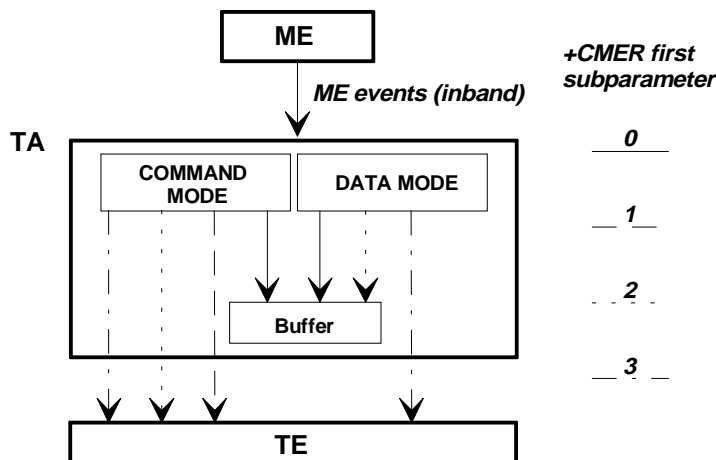 ME
+CMER first
subparameter
ME events (inband)
TA
0
COMMAND
MODE
DATA MODE
1
2
Buffer
3
TE